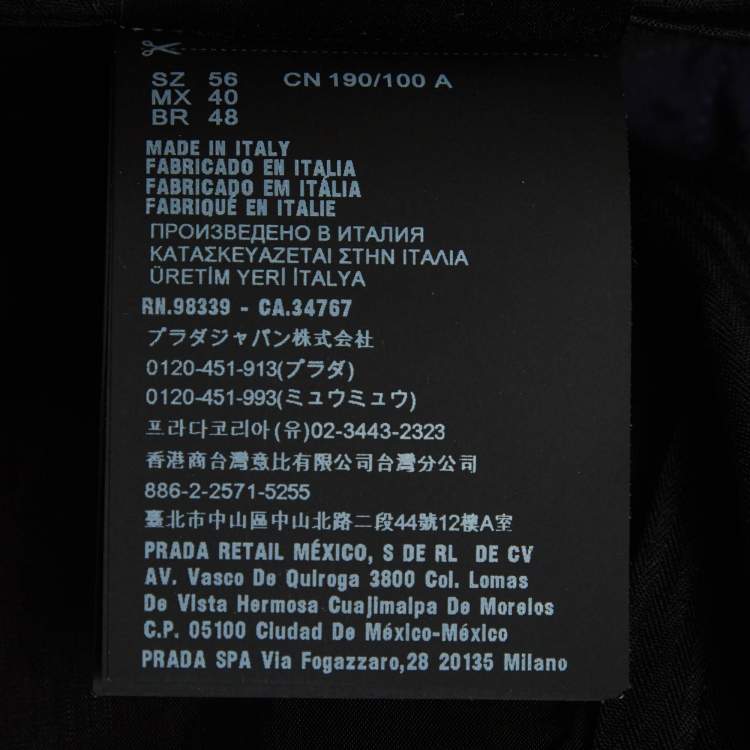 SZ 56 CN 190/100 A
MX 40
BR 48
MADE IN ITALY
FABRICADO EN ITALIA
FABRICADO EM ITÁLIA
FABRIQUÉ EN ITALIE
ПРОИЗВЕДЕНО В ИТАЛИЯ
ΚΑΤΑΣΚΕΥΑΖΕΤΑΙ ΣΤΗΝ ΙΤΑΛΙΑ
ÜRETİM YERİ İTALYA
RN.98339 - CA.34767
プラダジャパン株式会社
0120-451-913(プラダ)
0120-451-993(ミュウミュウ)
프라다코리아(유)02-3443-2323
香港商台灣意比有限公司台灣分公司
886-2-2571-5255
臺北市中山區中山北路二段44號12樓A室
PRADA RETAIL MÉXICO, S DE RL DE CV
AV. Vasco De Quiroga 3800 Col. Lomas
De Vista Hermosa Cuajimalpa De Morelos
C.P. 05100 Ciudad De México-México
PRADA SPA Via Fogazzaro,28 20135 Milano